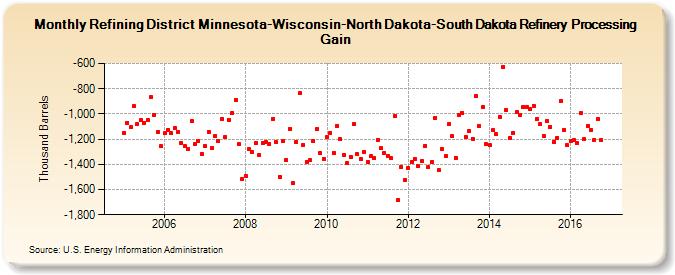 Monthly Refining District Minnesota-Wisconsin-North Dakota-South Dakota Refinery Processing
Gain
Thousand Barrels
-600
-800
-1,000
-1,200
-1,400
-1,600
-1,800
2006 2008 2010 2012 2014 2016
Source: U.S. Energy Information Administration